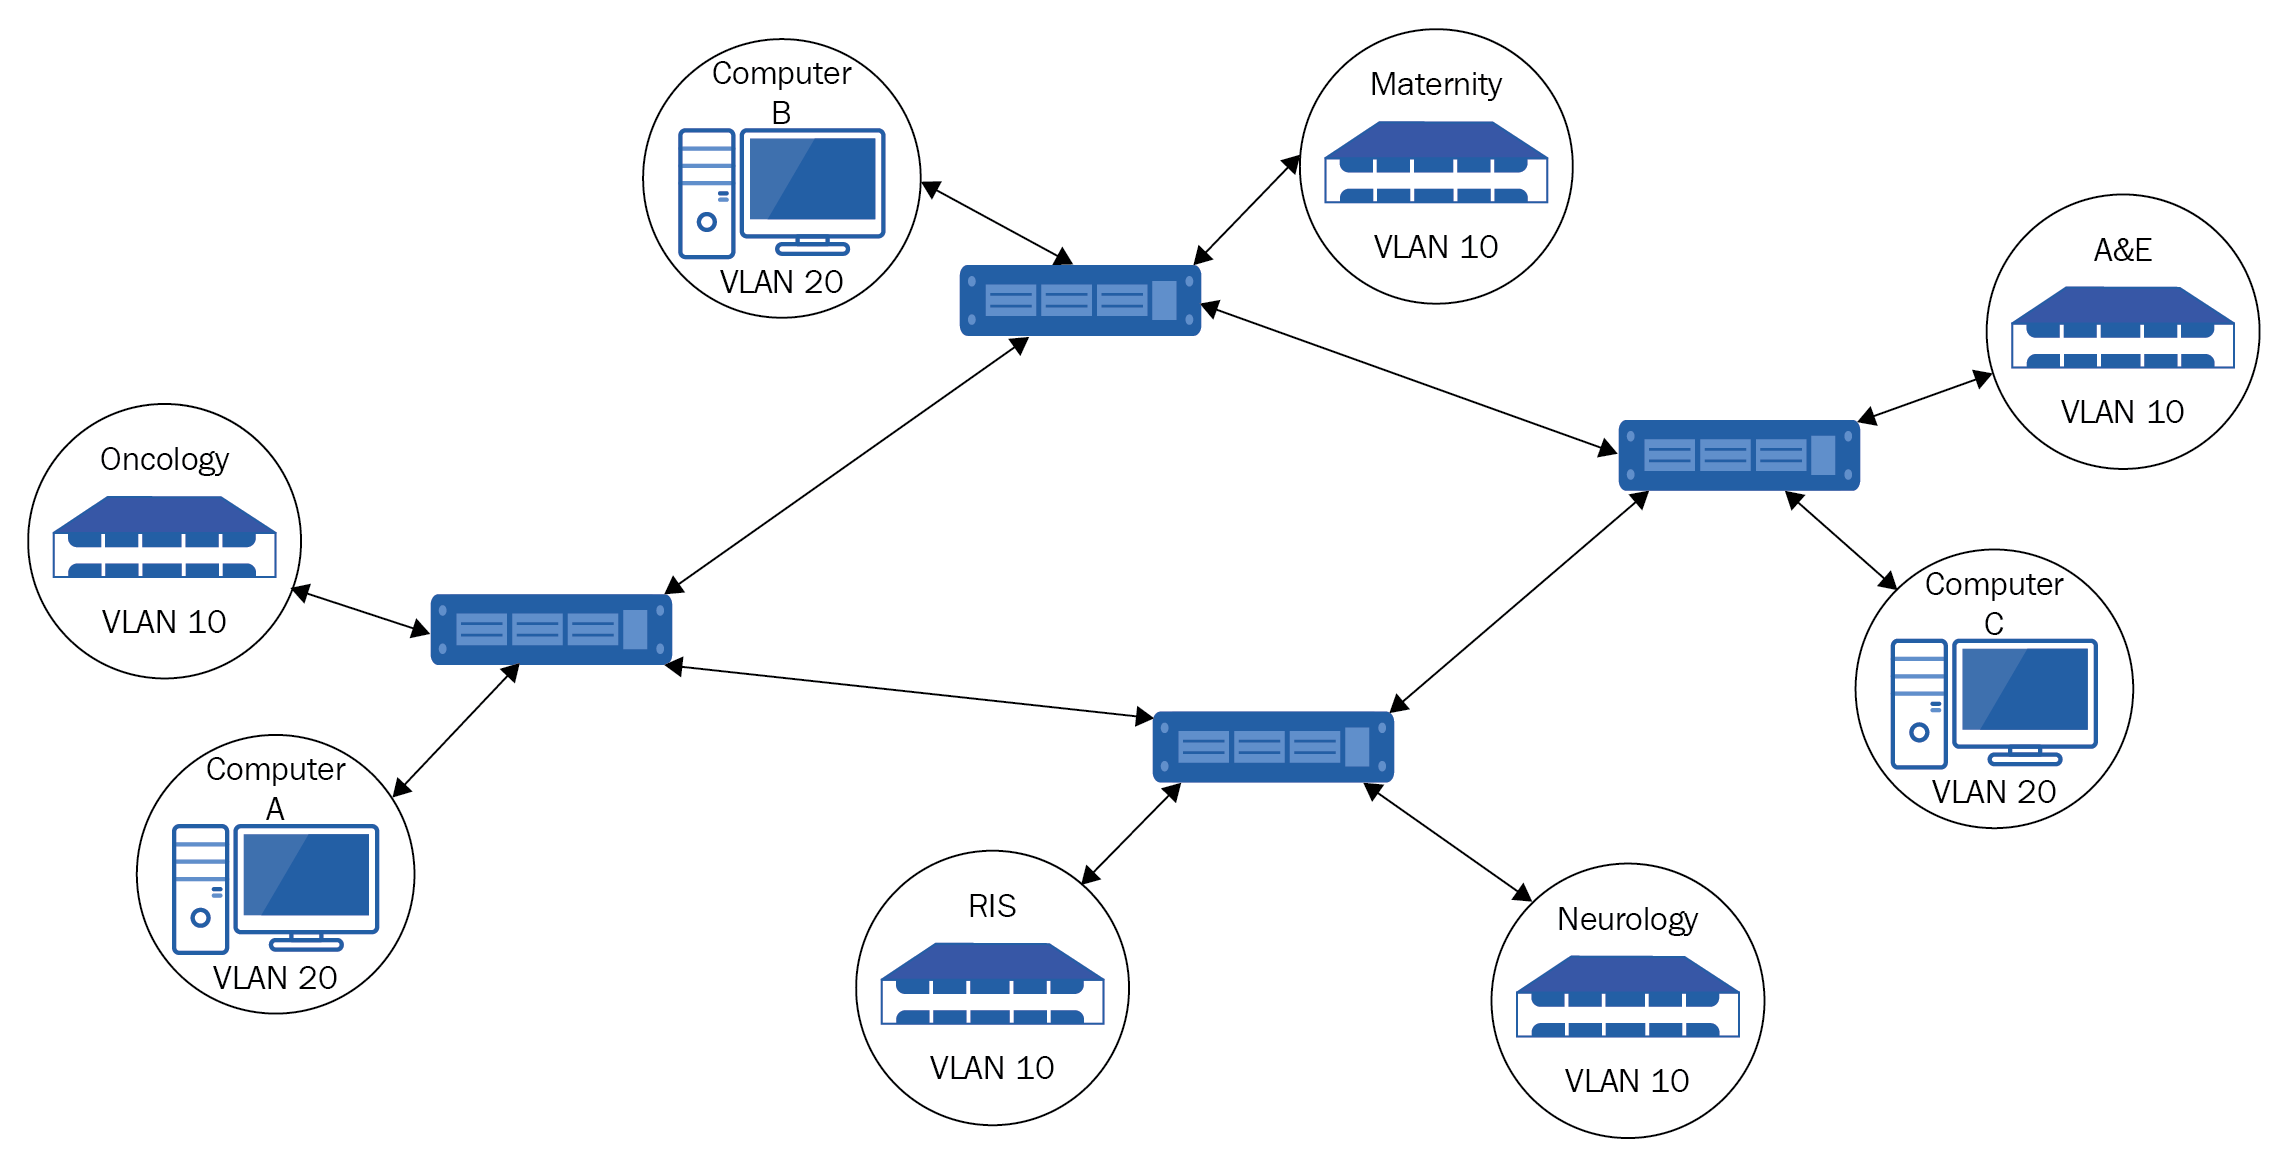 Computer
B
VLAN 20
Maternity
VLAN 10
A&E
VLAN 10
Oncology
VLAN 10
Computer
C
VLAN 20
Computer
A
VLAN 20
RIS
VLAN 10
Neurology
VLAN 10